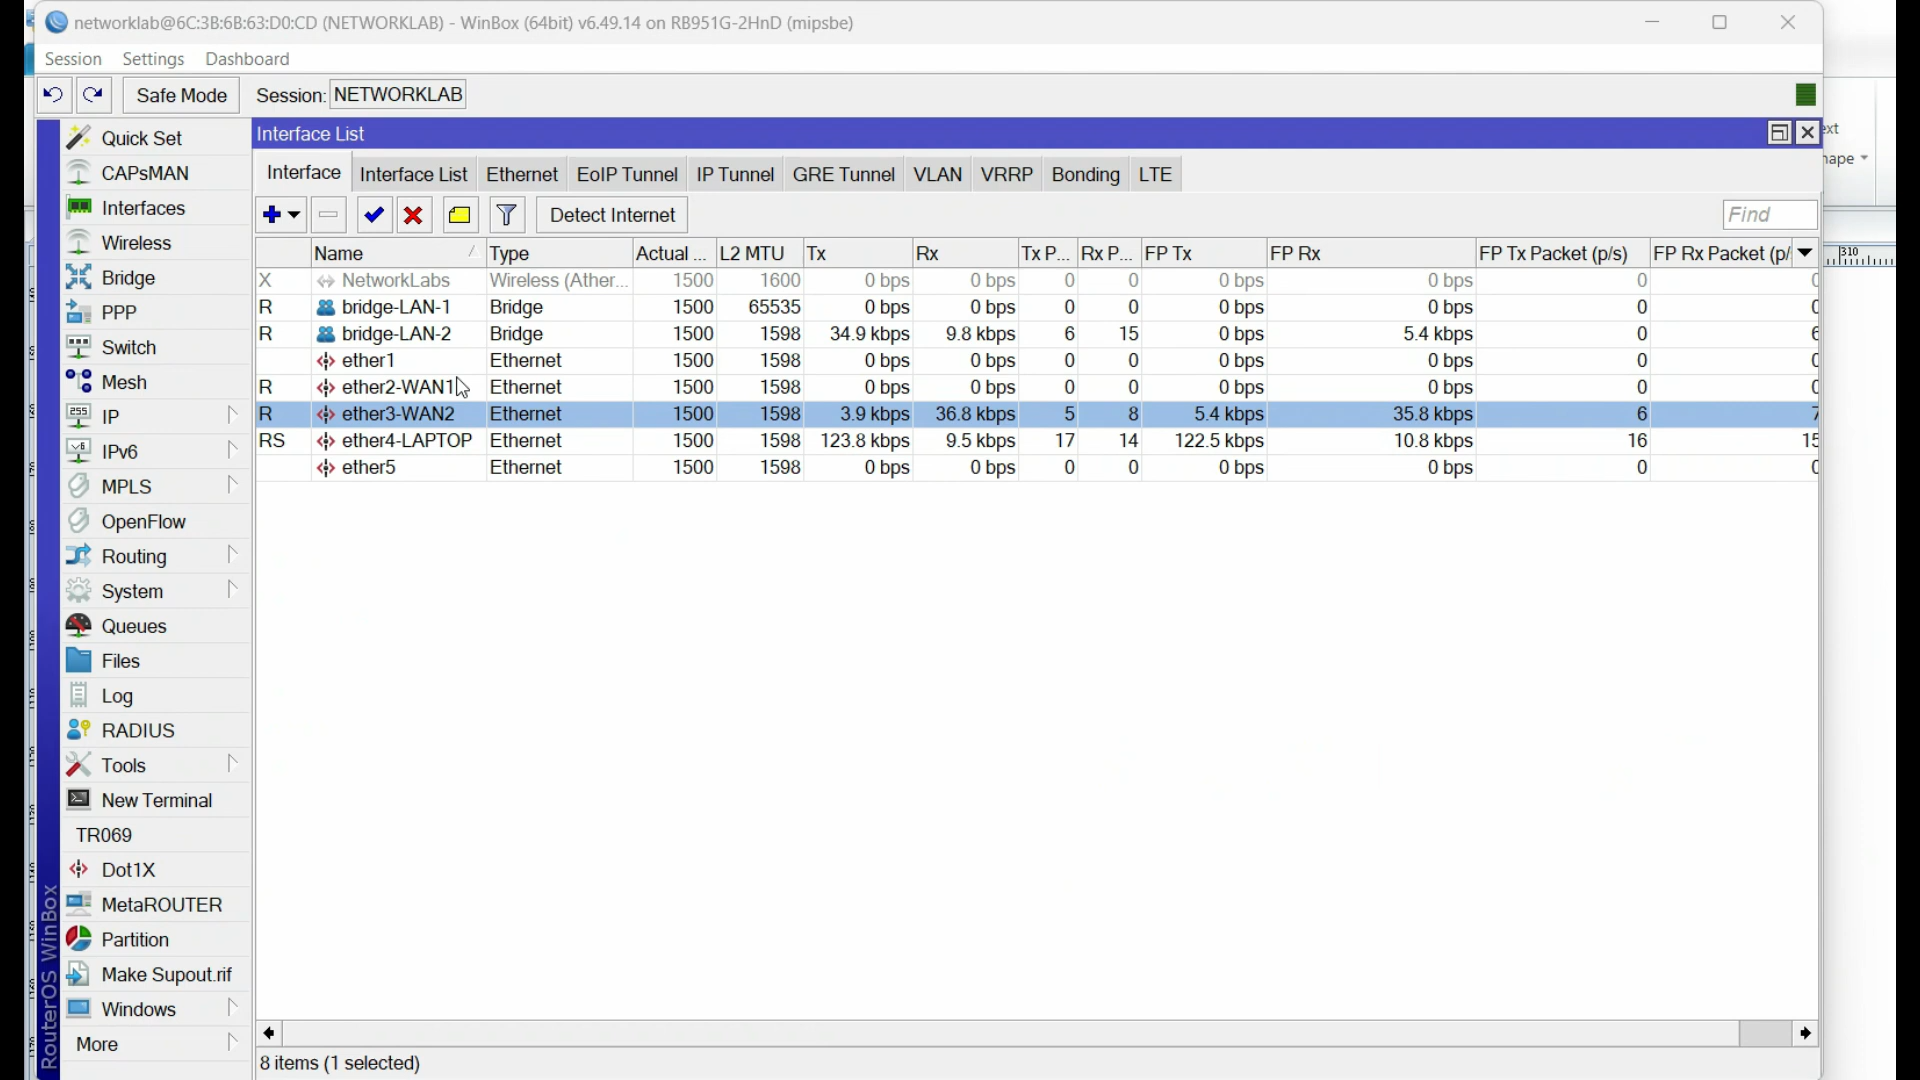 networklab@6C:3B:6B:63:D0:CD (NETWORKLAB) - WinBox (64bit) v6.49.14 on RB951G-2HnD (mipsbe)
Session Settings Dashboard
Safe Mode Session: NETWORKLAB
Interface List
Interface Interface List Ethernet EoIP Tunnel IP Tunnel GRE Tunnel VLAN VRRP Bonding LTE
Detect Internet Find
Name Type Actual ... L2 MTU Tx Rx Tx P... Rx P... FP Tx FP Rx FP Tx Packet (p/s) FP Rx Packet (p/
X NetworkLabs Wireless (Ather... 1500 1600 0 bps 0 bps 0 0 0 bps 0 bps 0 0
R bridge-LAN-1 Bridge 1500 65535 0 bps 0 bps 0 0 0 bps 0 bps 0 0
R bridge-LAN-2 Bridge 1500 1598 34.9 kbps 9.8 kbps 6 15 0 bps 5.4 kbps 0 6
ether1 Ethernet 1500 1598 0 bps 0 bps 0 0 0 bps 0 bps 0 0
R ether2-WAN1 Ethernet 1500 1598 0 bps 0 bps 0 0 0 bps 0 bps 0 0
R ether3-WAN2 Ethernet 1500 1598 3.9 kbps 36.8 kbps 5 8 5.4 kbps 35.8 kbps 6 7
RS ether4-LAPTOP Ethernet 1500 1598 123.8 kbps 9.5 kbps 17 14 122.5 kbps 10.8 kbps 16 15
ether5 Ethernet 1500 1598 0 bps 0 bps 0 0 0 bps 0 bps 0 0
Quick Set
CAPsMAN
Interfaces
Wireless
Bridge
PPP
Switch
Mesh
IP
IPv6
MPLS
OpenFlow
Routing
System
Queues
Files
Log
RADIUS
Tools
New Terminal
TR069
Dot1X
MetaROUTER
Partition
Make Supout.rif
Windows
More
RouterOS WinBox
8 items (1 selected)
ext
hape
310